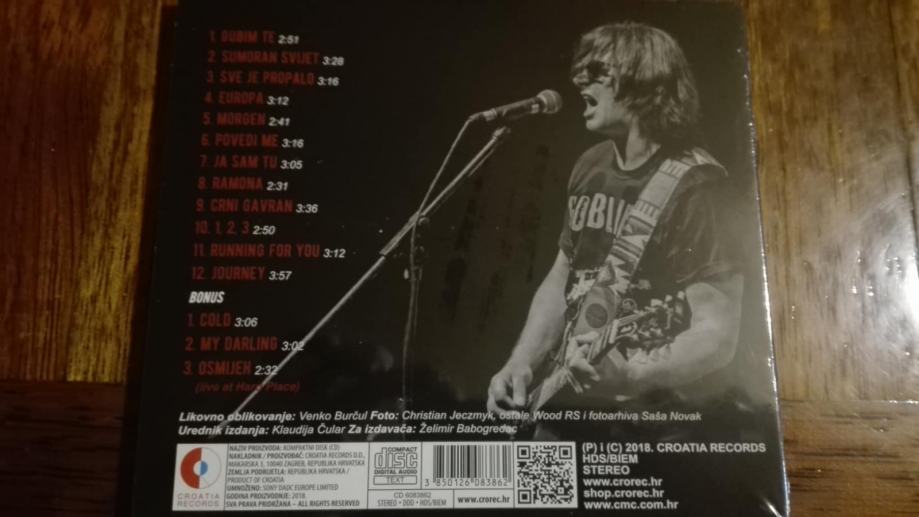 1. GUBIM TE 2:51
2. SUMORAN SVIJET 3:28
3. SVE JE PROPALO 3:16
4. EUROPA 3:12
5. MORGEN 2:41
6. POVEDI ME 3:16
7. JA SAM TU 3:05
8. RAMONA 2:31
9. CRNI GAVRAN 3:36
10. 1, 2, 3 2:50
11. RUNNING FOR YOU 3:12
12. JOURNEY 3:57
BONUS
1. COLD 3:06
2. MY DARLING 3:02
3. OSMIJEH 2:32
(live at Hard Place)
Likovno oblikovanje: Venko Burčul Foto: Christian Jeczmyk, ostale Wood RS i fotoarhiva Saša Novak
Urednik izdanja: Klaudija Čular Za izdavača: Želimir Babogredac
CROATIA
RECORDS
NAZIV PROIZVODA: KOMPAKTNI DISK (CD)
NAKLADNIK / PROIZVOĐAČ: CROATIA RECORDS D.D.,
MAKARSKA 3, 10040 ZAGREB, REPUBLIKA HRVATSKA
ZEMLJA PODRIJETLA: REPUBLIKA HRVATSKA /
PRODUCT OF CROATIA
UMNOŽENO: SONY DADC EUROPE LIMITED
GODINA PROIZVODNJE: 2018.
SVA PRAVA PRIDRŽANA – ALL RIGHTS RESERVED
COMPACT
disc
DIGITAL AUDIO
TEXT
CD 6083862
STEREO • DDD • HDS/BIEM
3 850126 083862
www.crorec.hr
(P) i (C) 2018. CROATIA RECORDS
HDS/BIEM
STEREO
www.crorec.hr
shop.crorec.hr
www.cmc.com.hr